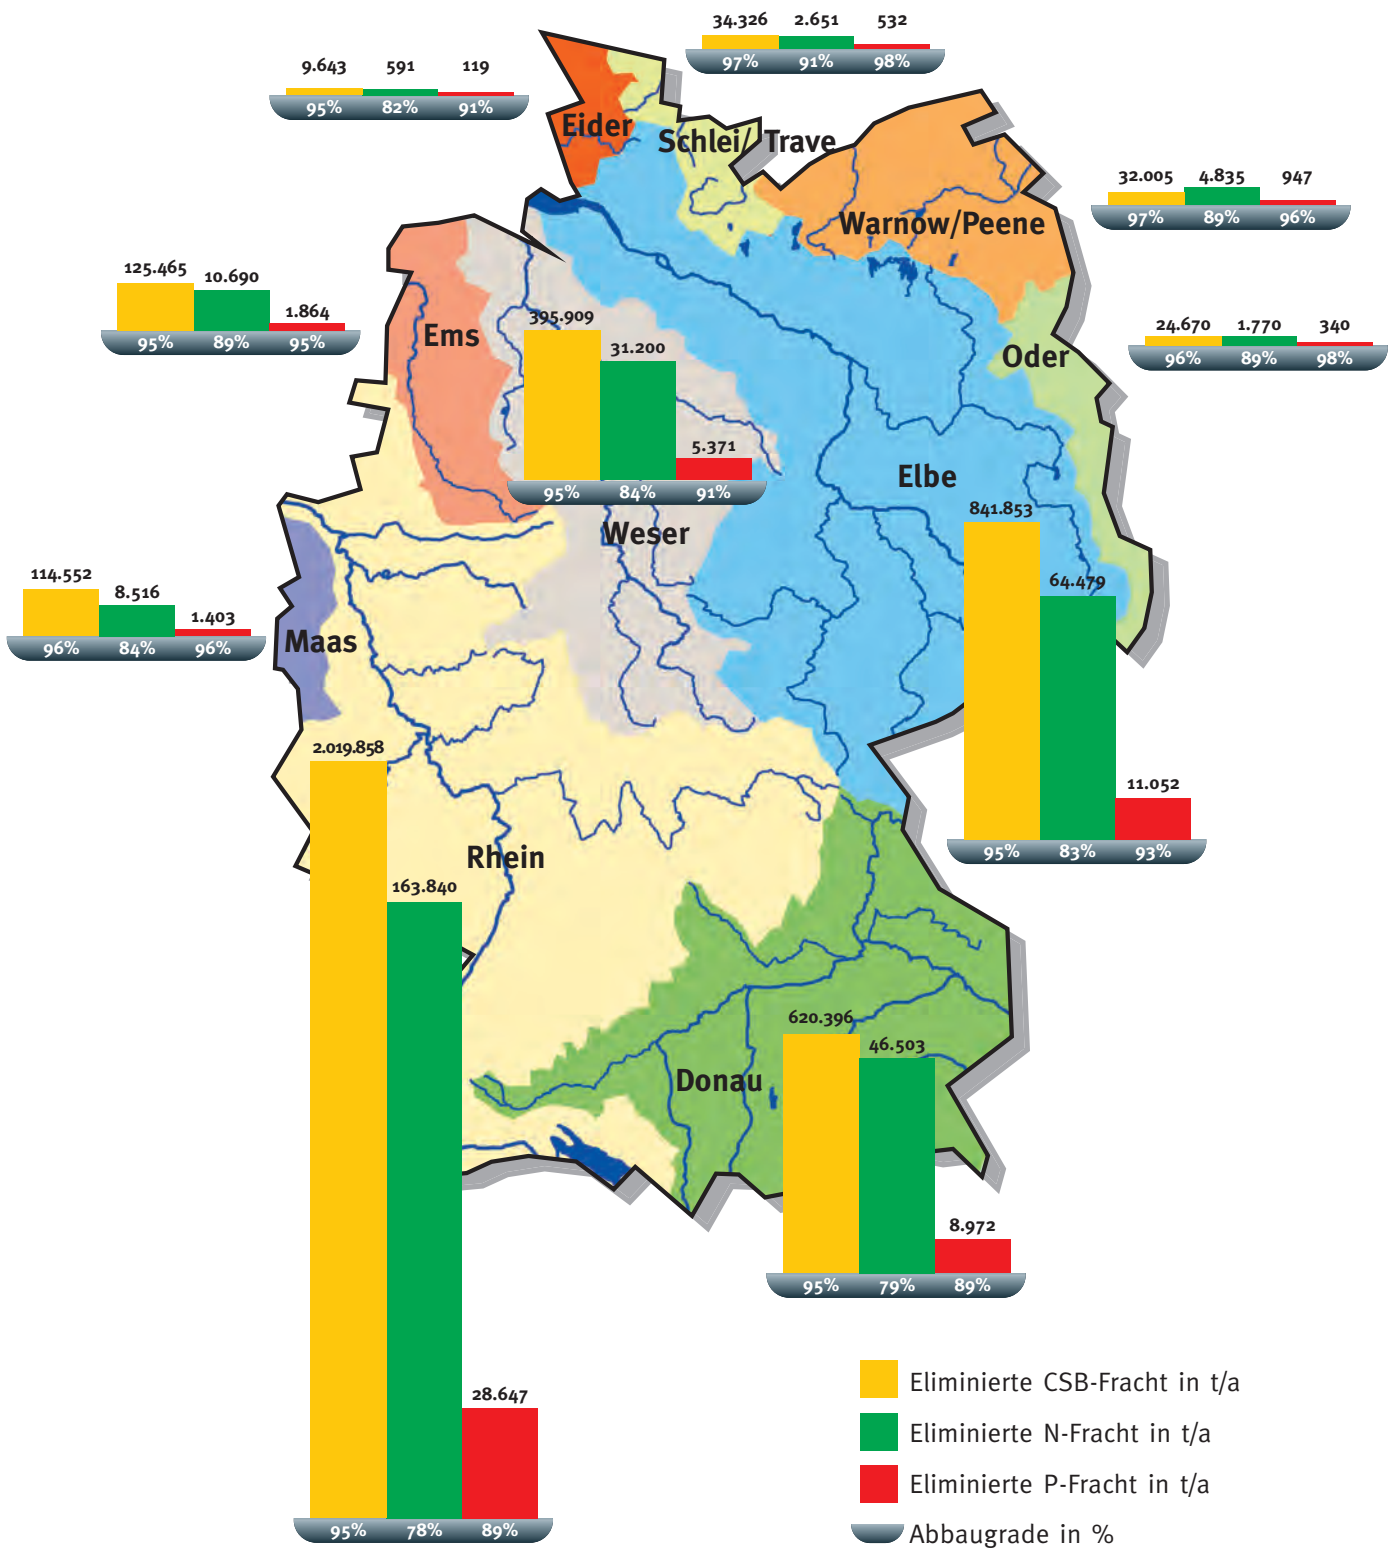 34.326 2.651 532
97% 91% 98%
9.643 591 119
95% 82% 91%
Eider
Schlei/ Trave
32.005 4.835 947
97% 89% 96%
Warnow/Peene
125.465 10.690 1.864
95% 89% 95%
Ems
395.909 31.200 5.371
95% 84% 91%
Weser
24.670 1.770 340
96% 89% 98%
Oder
Elbe
841.853 64.479 11.052
95% 83% 93%
114.552 8.516 1.403
96% 84% 96%
Maas
2.019.858 163.840 28.647
95% 78% 89%
Rhein
620.396 46.503 8.972
95% 79% 89%
Donau
Eliminierte CSB-Fracht in t/a
Eliminierte N-Fracht in t/a
Eliminierte P-Fracht in t/a
Abbaugrade in %